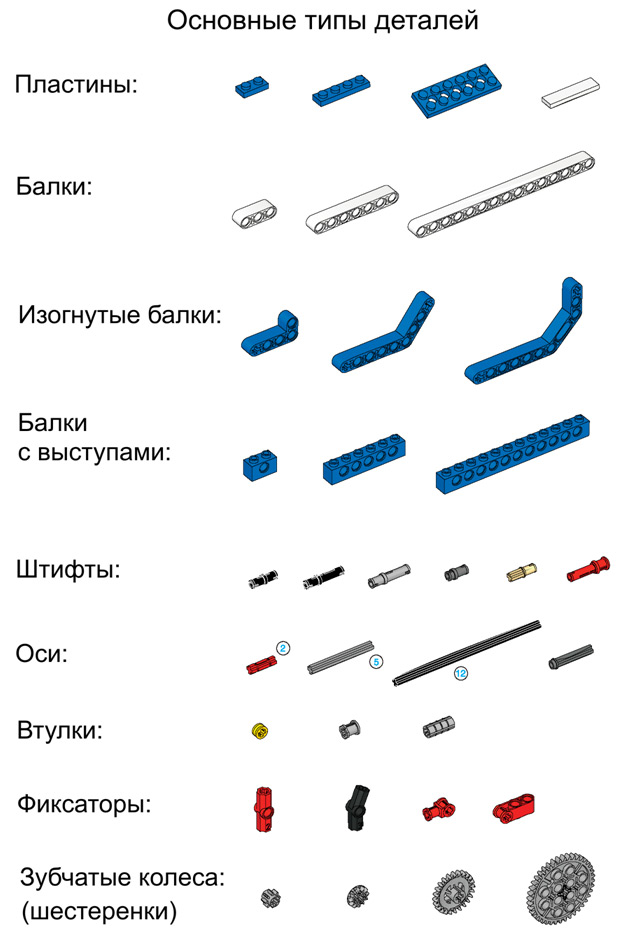 Основные типы деталей
Пластины:
Балки:
Изогнутые балки:
Балки
с выступами:
Штифты:
Оси:
2
5
12
Втулки:
Фиксаторы:
Зубчатые колеса:
(шестеренки)